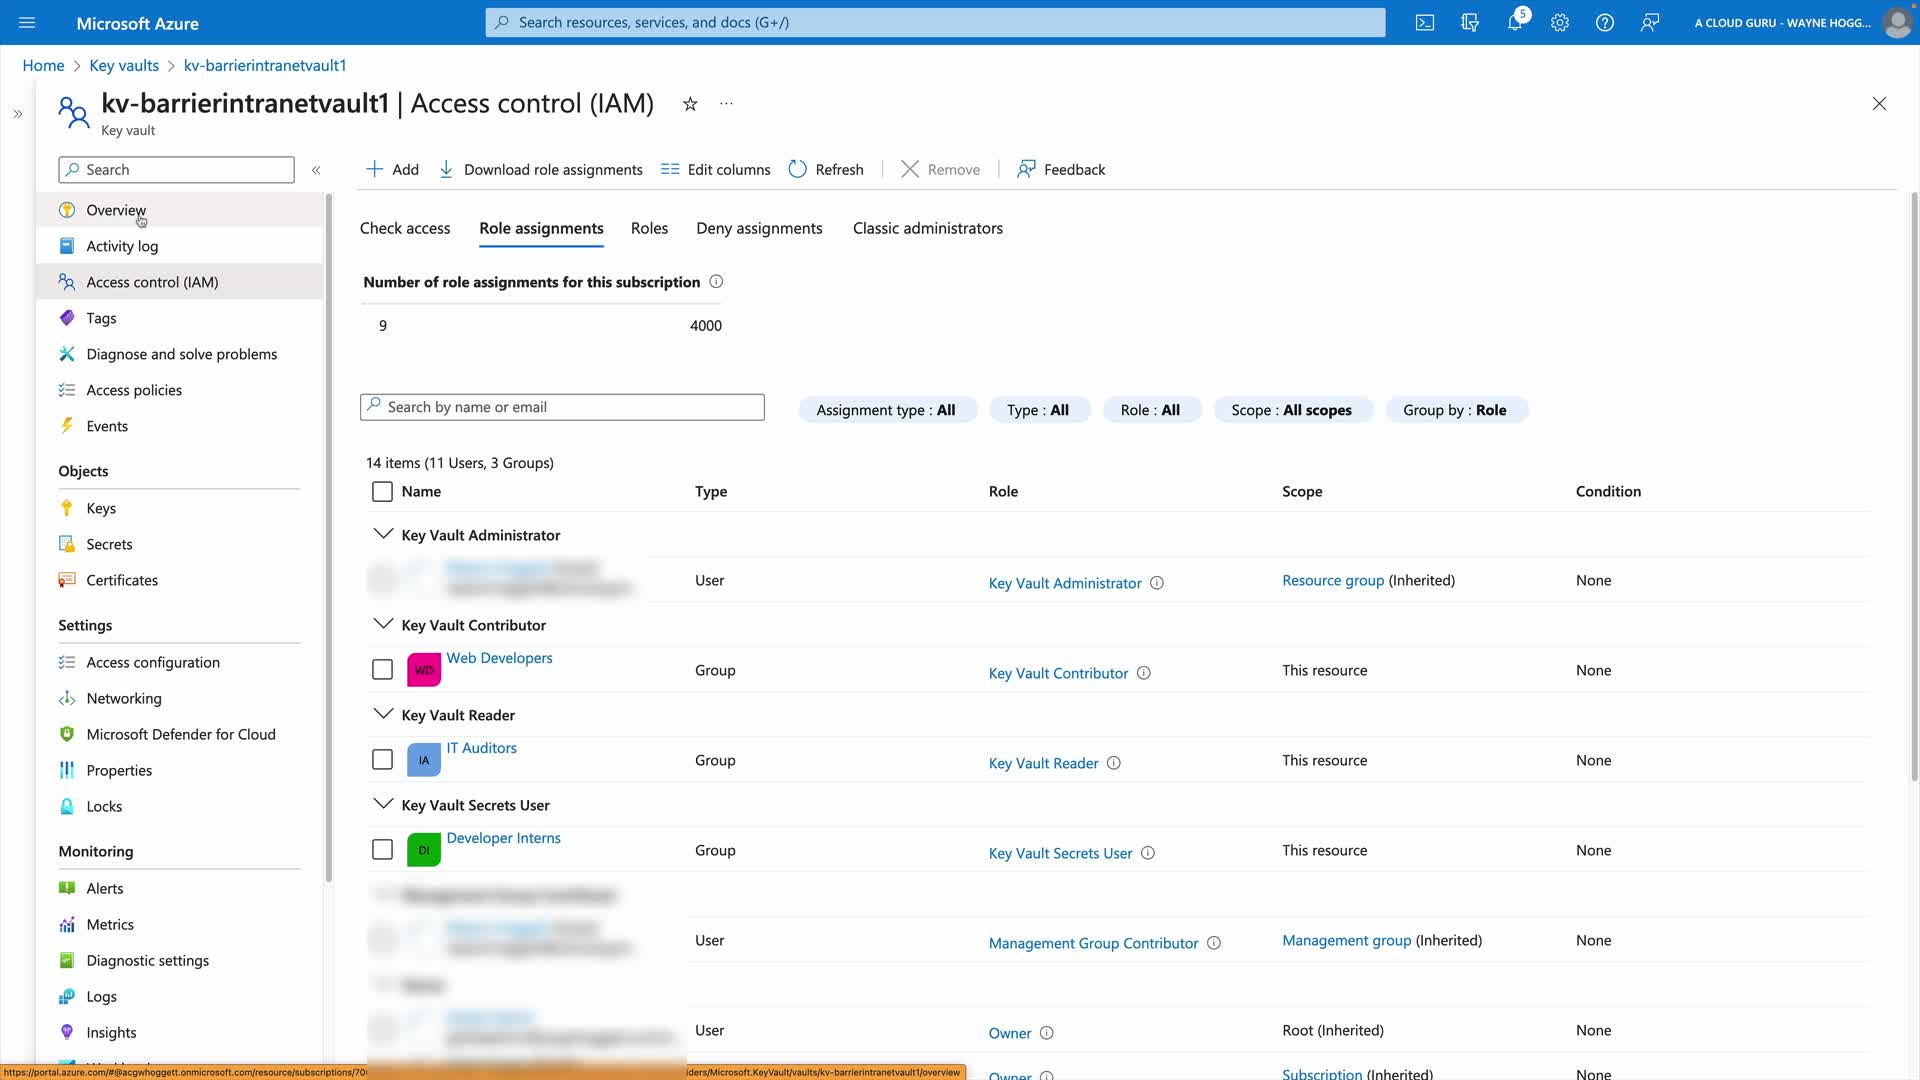 Microsoft Azure
Search resources, services, and docs (G+/)
5
A CLOUD GURU - WAYNE HOGG...
Home > Key vaults > kv-barrierintranetvault1
kv-barrierintranetvault1 | Access control (IAM)
Key vault
Search
Add
Download role assignments
Edit columns
Refresh
Remove
Feedback
Overview
Activity log
Access control (IAM)
Tags
Diagnose and solve problems
Access policies
Events
Objects
Keys
Secrets
Certificates
Settings
Access configuration
Networking
Microsoft Defender for Cloud
Properties
Locks
Monitoring
Alerts
Metrics
Diagnostic settings
Logs
Insights
Check access
Role assignments
Roles
Deny assignments
Classic administrators
Number of role assignments for this subscription
9 4000
Search by name or email
Assignment type : All
Type : All
Role : All
Scope : All scopes
Group by : Role
14 items (11 Users, 3 Groups)
Name Type Role Scope Condition
Key Vault Administrator
User Key Vault Administrator Resource group (Inherited) None
Key Vault Contributor
WD Web Developers Group Key Vault Contributor This resource None
Key Vault Reader
IA IT Auditors Group Key Vault Reader This resource None
Key Vault Secrets User
DI Developer Interns Group Key Vault Secrets User This resource None
User Management Group Contributor Management group (Inherited) None
User Owner Root (Inherited) None
Owner Subscription (Inherited) None
https://portal.azure.com/#@acgwhoggett.onmicrosoft.com/resource/subscriptions/70 iders/Microsoft.KeyVault/vaults/kv-barrierintranetvault1/overview